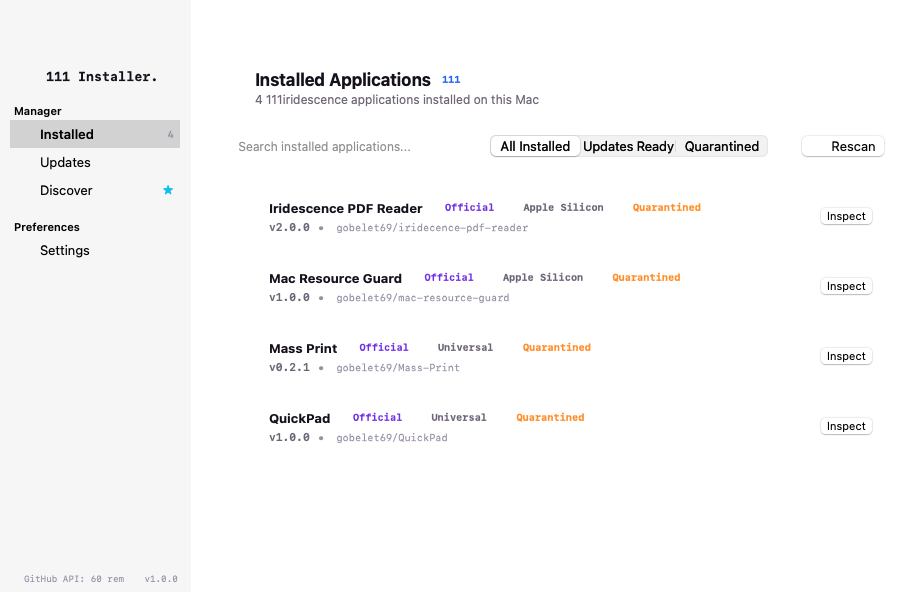 111 Installer.
Manager
Installed 4
Updates
Discover
Preferences
Settings
GitHub API: 60 rem v1.0.0
Installed Applications 111
4 111iridescence applications installed on this Mac
Search installed applications... All Installed Updates Ready Quarantined Rescan
Iridescence PDF Reader Official Apple Silicon Quarantined
v2.0.0 • gobelet69/iridecence-pdf-reader
Inspect
Mac Resource Guard Official Apple Silicon Quarantined
v1.0.0 • gobelet69/mac-resource-guard
Inspect
Mass Print Official Universal Quarantined
v0.2.1 • gobelet69/Mass-Print
Inspect
QuickPad Official Universal Quarantined
v1.0.0 • gobelet69/QuickPad
Inspect